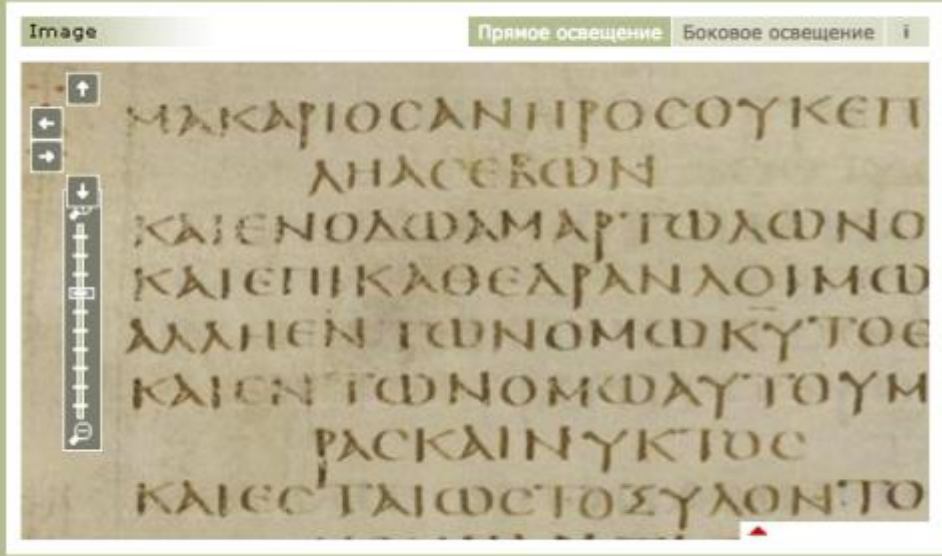 Image
Прямое освещение Боковое освещение i
ΜΑΚΑΡΙΟϹΑΝΗΡΟϹΟΥΚΕΠ
ΛΗΑϹΕΒΩΝ
ΚΑΙΕΝΟΔΩΑΜΑΡΤΩΛΩΝΟ
ΚΑΙΕΠΙΚΑΘΕΔΡΑΝΛΟΙΜΩ
ΑΛΛΗΕΝΤΩΝΟΜΩΚΥΤΟΕ
ΚΑΙΕΝΤΩΝΟΜΩΑΥΤΟΥΜ
ΡΑϹΚΑΙΝΥΚΤΟϹ
ΚΑΙΕϹΤΑΙΩϹΤΟΞΥΛΟΝΤΟ